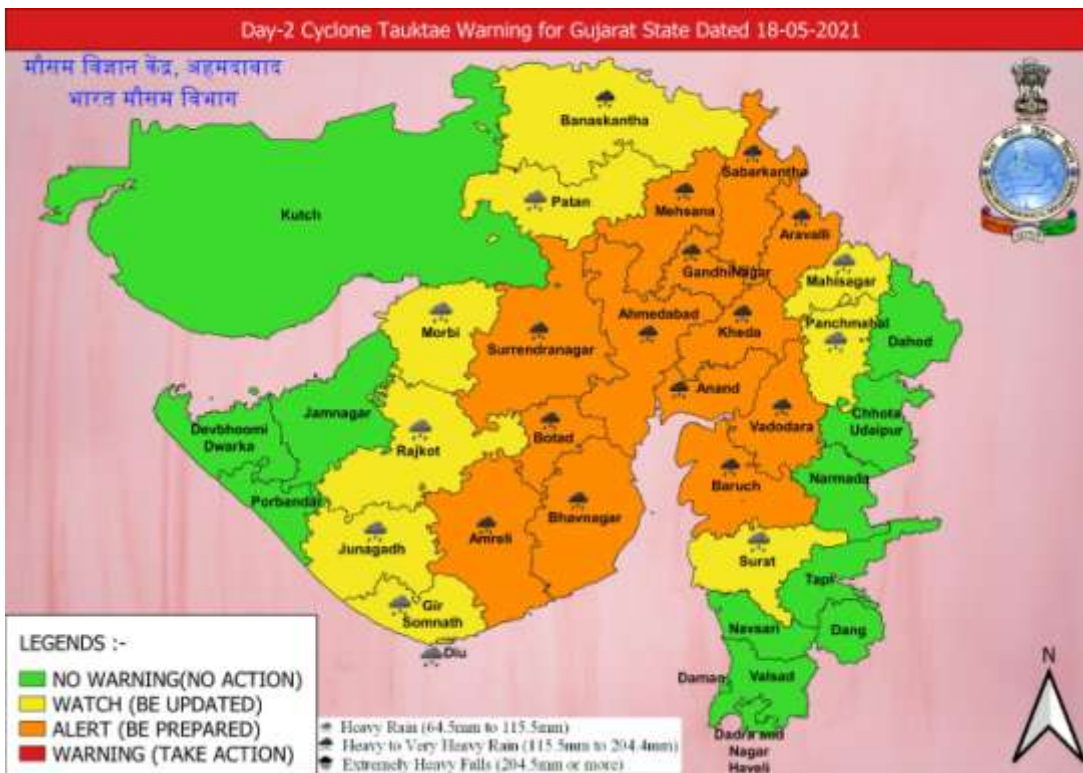 Day-2 Cyclone Tauktae Warning for Gujarat State Dated 18-05-2021
मौसम विज्ञान केंद्र, अहमदाबाद
भारत मौसम विभाग
Banaskantha
Sabarkantha
Patan
Kutch
Mehsana
Aravalli
GandhiNagar
Mahisagar
Ahmedabad
Morbi
Kheda
Panchmahal
Surrendranagar
Dahod
Anand
Jamnagar
Chhota
Udaipur
Devbhoomi
Dwarka
Botad
Vadodara
Rajkot
Narmada
Baruch
Porbandar
Bhavnagar
Amreli
Junagadh
Surat
Tapi
Gir
Somnath
Navsari
Dang
Diu
Daman
Valsad
Dadra and
Nagar
Haveli
N
LEGENDS :-
NO WARNING(NO ACTION)
WATCH (BE UPDATED)
ALERT (BE PREPARED)
WARNING (TAKE ACTION)
Heavy Rain (64.5mm to 115.5mm)
Heavy to Very Heavy Rain (115.5mm to 204.4mm)
Extremely Heavy Falls (204.5mm or more)